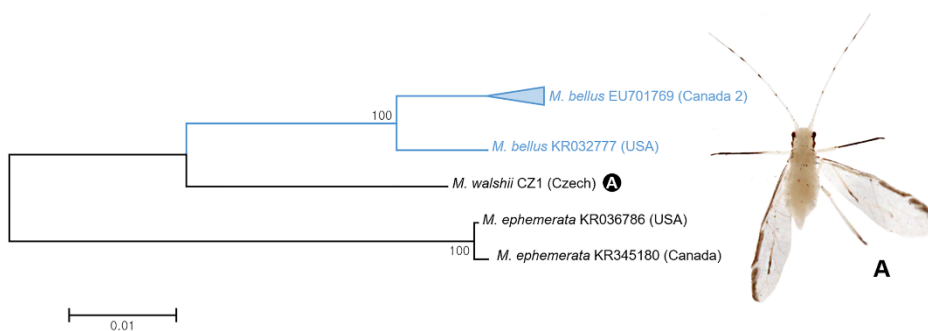 M. bellus EU701769 (Canada 2)
100
M. bellus KR032777 (USA)
M. walshii CZ1 (Czech) A
M. ephemerata KR036786 (USA)
100
M. ephemerata KR345180 (Canada)
A
0.01